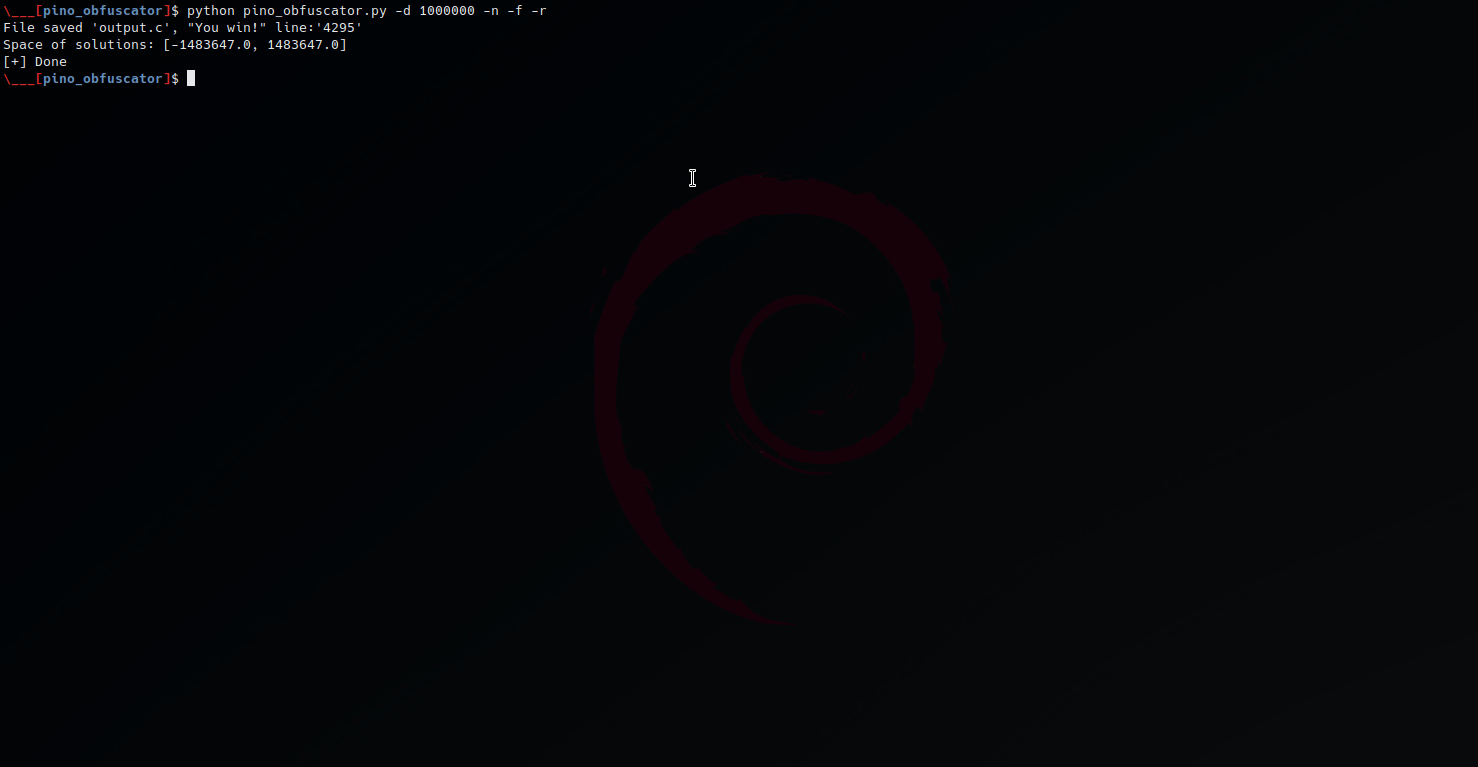 \___[pino_obfuscator]$ python pino_obfuscator.py -d 1000000 -n -f -r
File saved 'output.c', "You win!" line:'4295'
Space of solutions: [-1483647.0, 1483647.0]
[+] Done
\___[pino_obfuscator]$